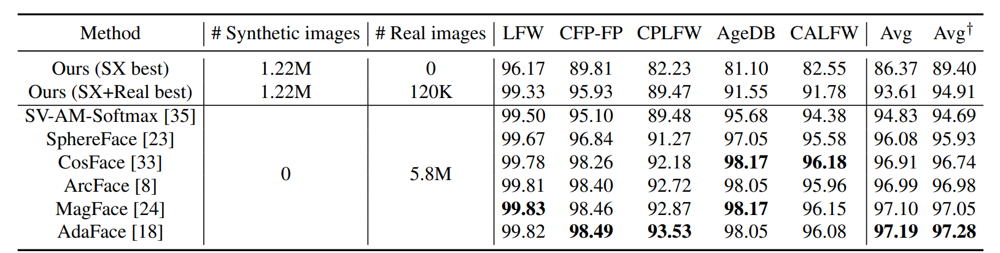 Method # Synthetic images # Real images LFW CFP-FP CPLFW AgeDB CALFW Avg Avg†
Ours (SX best) 1.22M 0 96.17 89.81 82.23 81.10 82.55 86.37 89.40
Ours (SX+Real best) 1.22M 120K 99.33 95.93 89.47 91.55 91.78 93.61 94.91
SV-AM-Softmax [35] 99.50 95.10 89.48 95.68 94.38 94.83 94.69
SphereFace [23] 99.67 96.84 91.27 97.05 95.58 96.08 95.93
CosFace [33] 99.78 98.26 92.18 98.17 96.18 96.91 96.74
0 5.8M
ArcFace [8] 99.81 98.40 92.72 98.05 95.96 96.99 96.98
MagFace [24] 99.83 98.46 92.87 98.17 96.15 97.10 97.05
AdaFace [18] 99.82 98.49 93.53 98.05 96.08 97.19 97.28